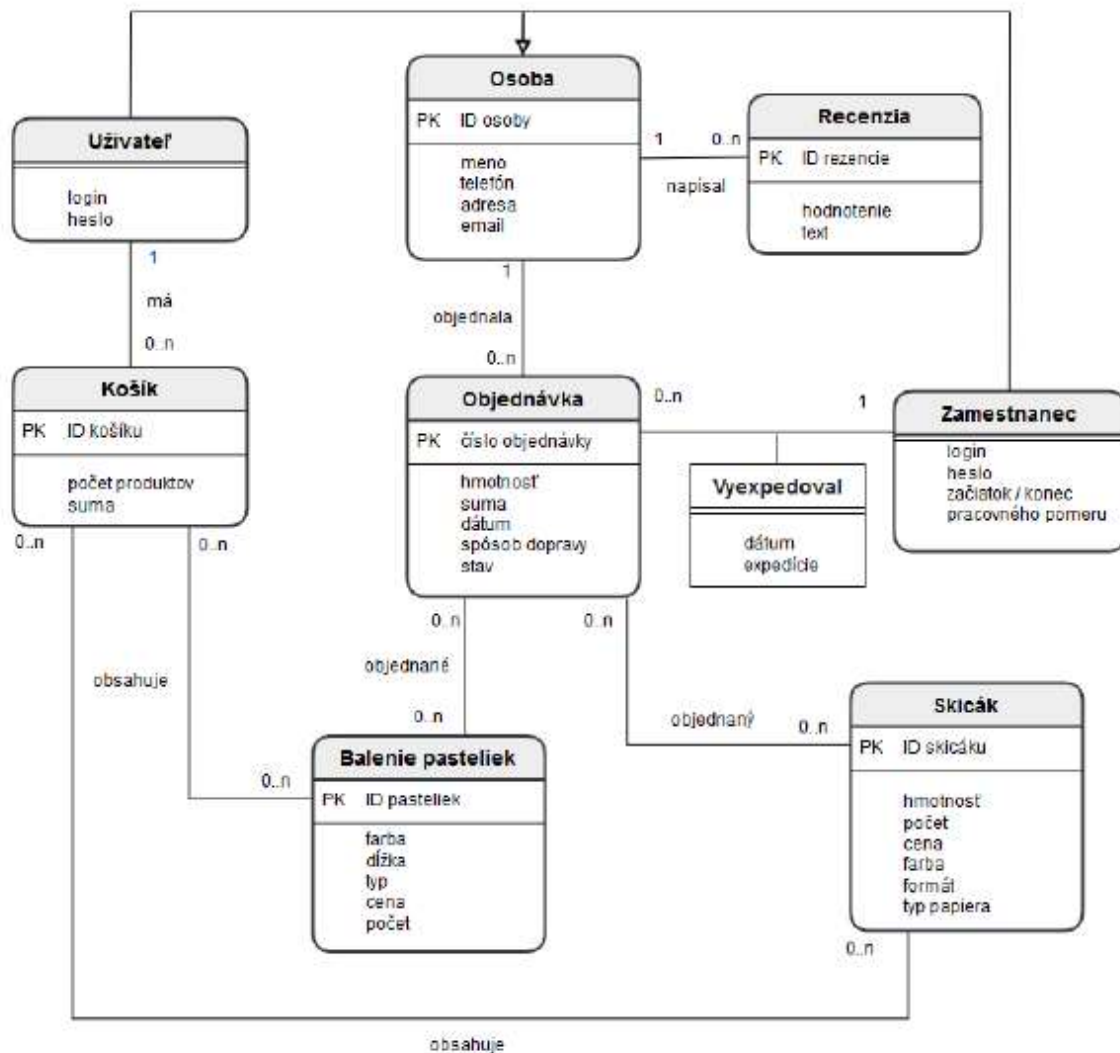 Osoba
PK ID osoby
meno
telefón
adresa
email
Recenzia
PK ID rezencie
hodnotenie
text
1 0..n
napísal
Užívateľ
login
heslo
1
má
0..n
1
objednala
0..n
Košík
PK ID košíku
počet produktov
suma
0..n
0..n
Objednávka
PK číslo objednávky
hmotnosť
suma
dátum
spôsob dopravy
stav
0..n
1
Zamestnanec
login
heslo
začiatok / konec
pracovného pomeru
Vyexpedoval
dátum
expedície
0..n
0..n
obsahuje
objednané
0..n
objednaný
0..n
0..n
Balenie pasteliek
PK ID pasteliek
farba
dĺžka
typ
cena
počet
Skicák
PK ID skicáku
hmotnosť
počet
cena
farba
formát
typ papiera
0..n
obsahuje